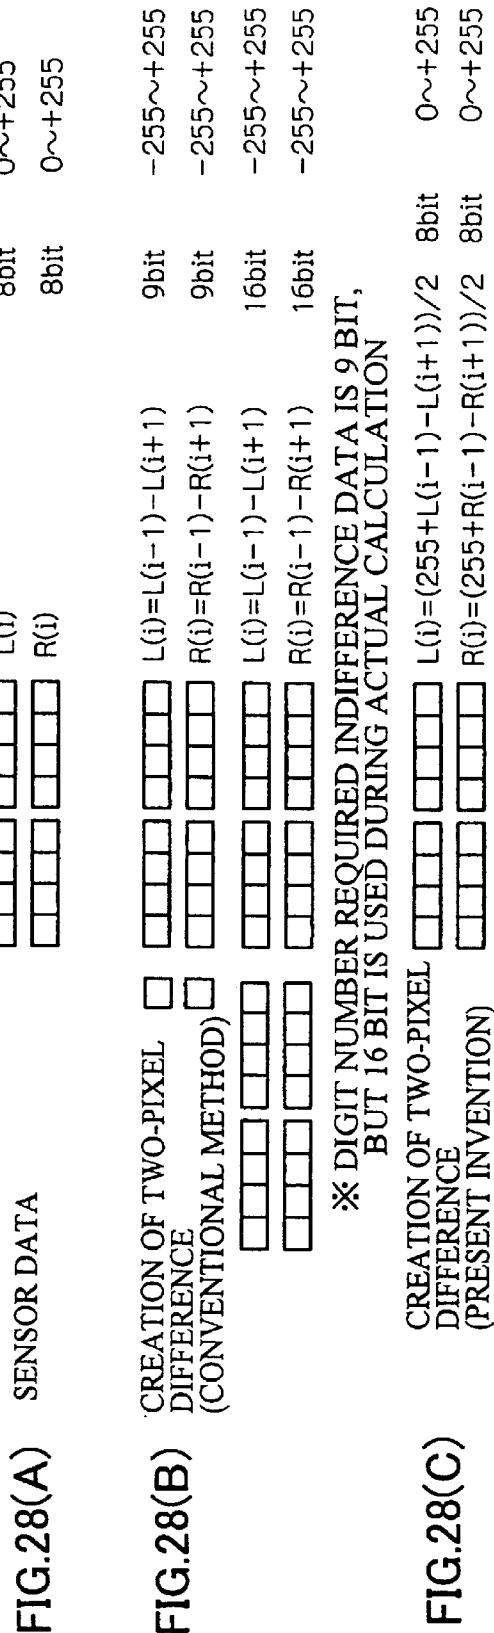 FIG.28(A) SENSOR DATA L(i) 8bit 0～+255
R(i) 8bit 0～+255
FIG.28(B) CREATION OF TWO-PIXEL L(i)=L(i-1)-L(i+1) 9bit -255～+255
DIFFERENCE R(i)=R(i-1)-R(i+1) 9bit -255～+255
(CONVENTIONAL METHOD)
L(i)=L(i-1)-L(i+1) 16bit -255～+255
R(i)=R(i-1)-R(i+1) 16bit -255～+255
※ DIGIT NUMBER REQUIRED INDIFFERENCE DATA IS 9 BIT,
BUT 16 BIT IS USED DURING ACTUAL CALCULATION
FIG.28(C) CREATION OF TWO-PIXEL L(i)=(255+L(i-1)-L(i+1))/2 8bit 0～+255
DIFFERENCE R(i)=(255+R(i-1)-R(i+1))/2 8bit 0～+255
(PRESENT INVENTION)